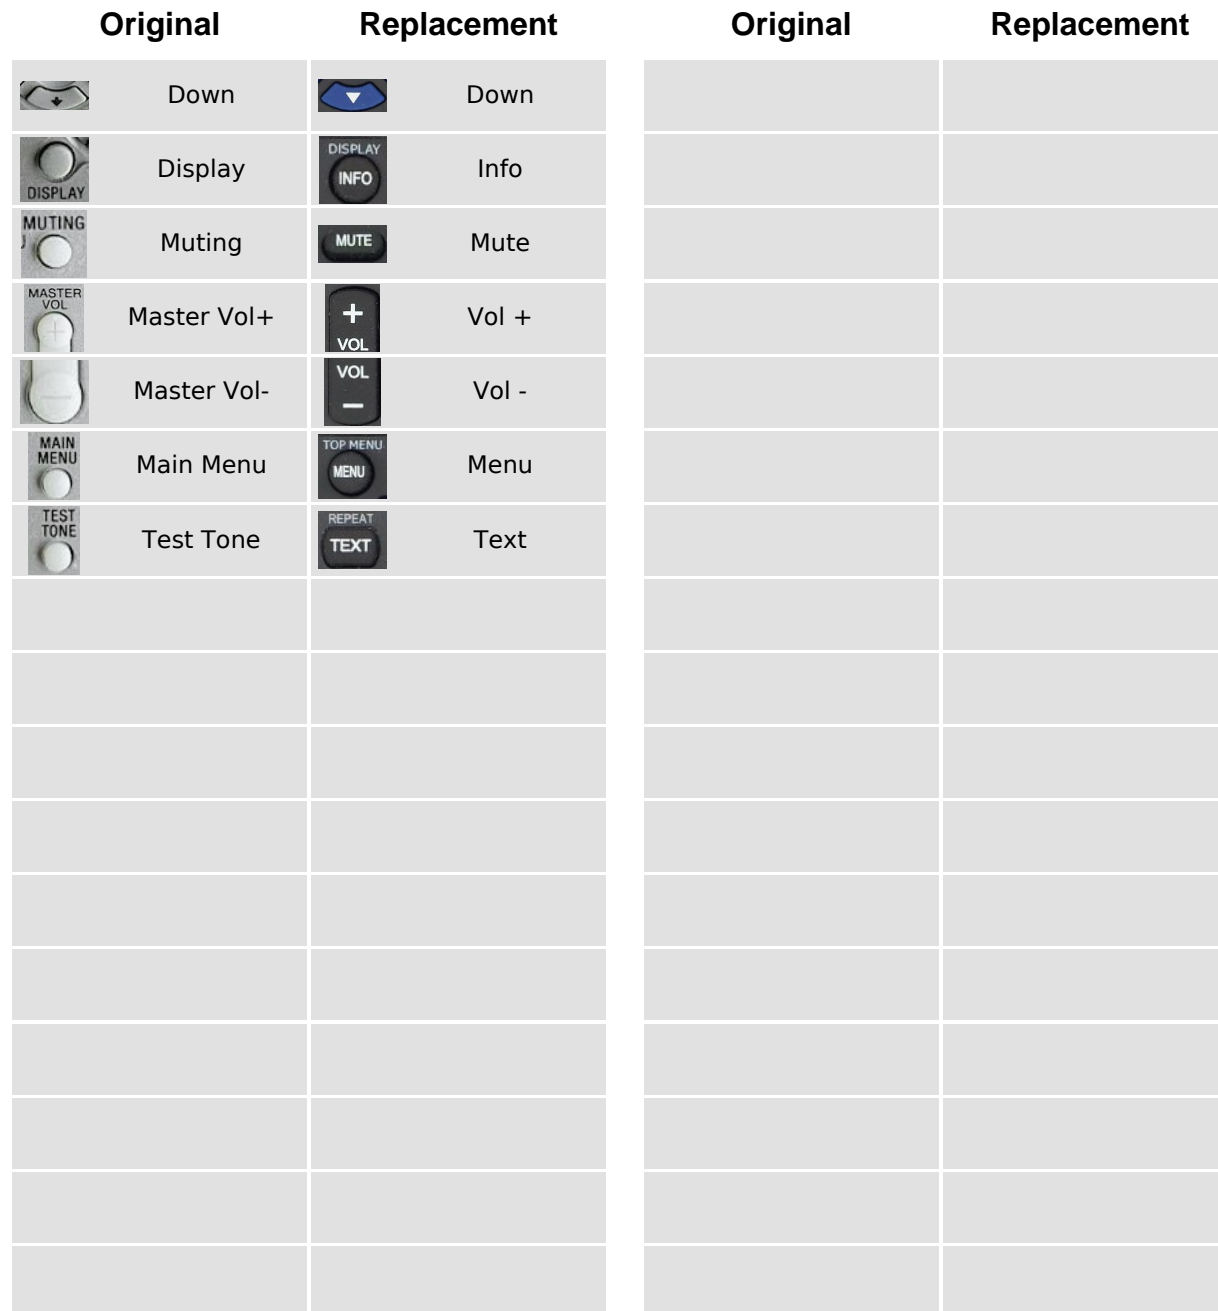 Original Replacement Original Replacement
Down Down
DISPLAY Display DISPLAY INFO Info
MUTING Muting MUTE Mute
MASTER VOL Master Vol+ + VOL Vol +
Master Vol- VOL – Vol -
MAIN MENU Main Menu TOP MENU MENU Menu
TEST TONE Test Tone REPEAT TEXT Text